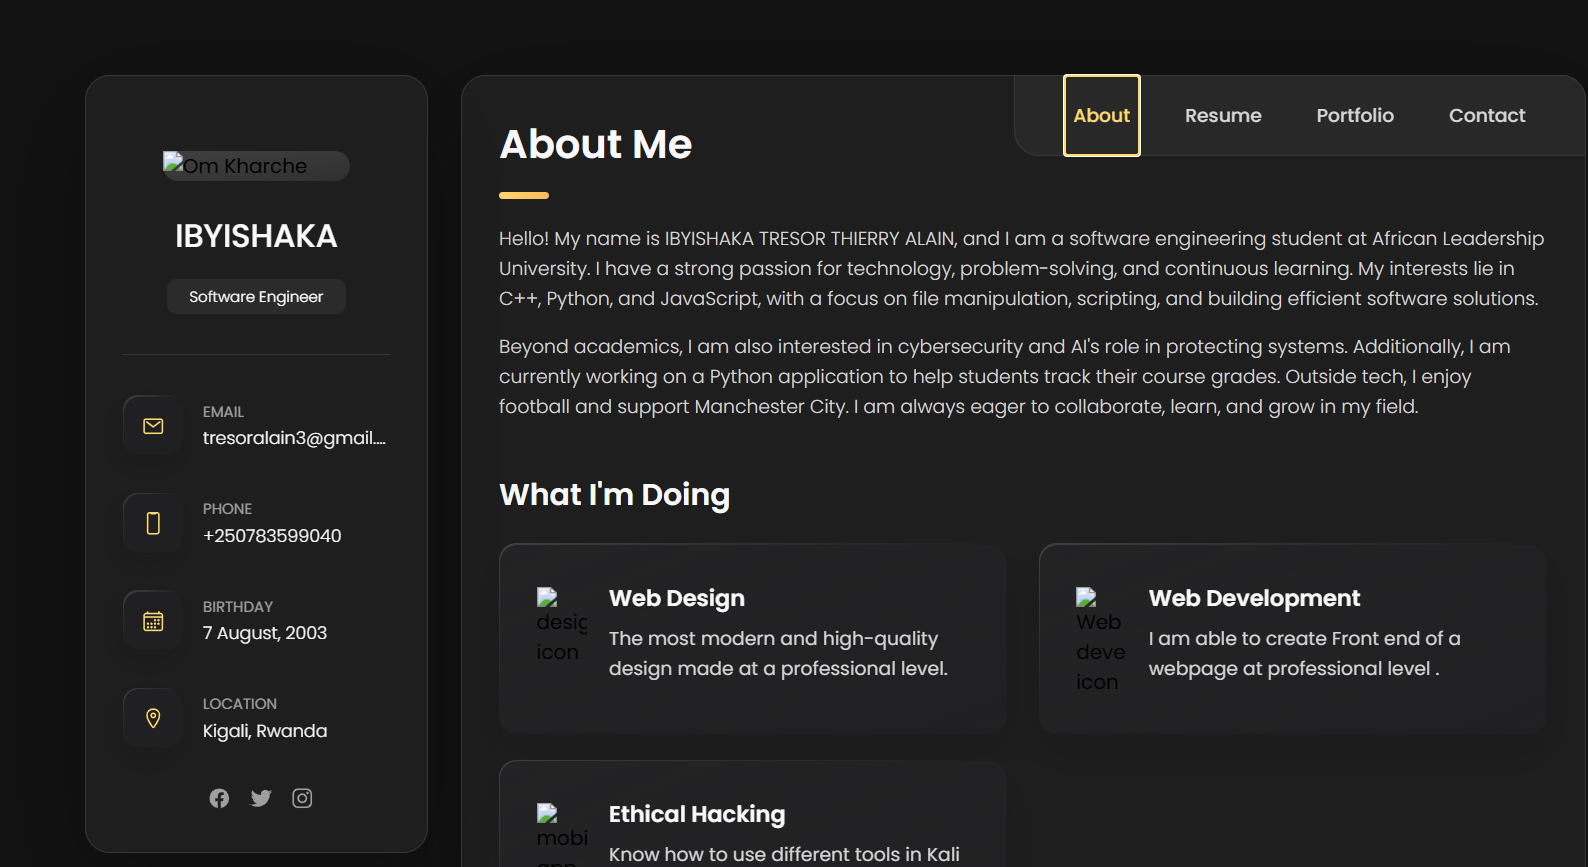 Om Kharche
IBYISHAKA
Software Engineer
EMAIL
tresoralain3@gmail....
PHONE
+250783599040
BIRTHDAY
7 August, 2003
LOCATION
Kigali, Rwanda
About
Resume
Portfolio
Contact
About Me
Hello! My name is IBYISHAKA TRESOR THIERRY ALAIN, and I am a software engineering student at African Leadership
University. I have a strong passion for technology, problem-solving, and continuous learning. My interests lie in
C++, Python, and JavaScript, with a focus on file manipulation, scripting, and building efficient software solutions.
Beyond academics, I am also interested in cybersecurity and AI's role in protecting systems. Additionally, I am
currently working on a Python application to help students track their course grades. Outside tech, I enjoy
football and support Manchester City. I am always eager to collaborate, learn, and grow in my field.
What I'm Doing
desig
icon
Web Design
The most modern and high-quality
design made at a professional level.
Web
deve
icon
Web Development
I am able to create Front end of a
webpage at professional level .
mobi
Ethical Hacking
Know how to use different tools in Kali